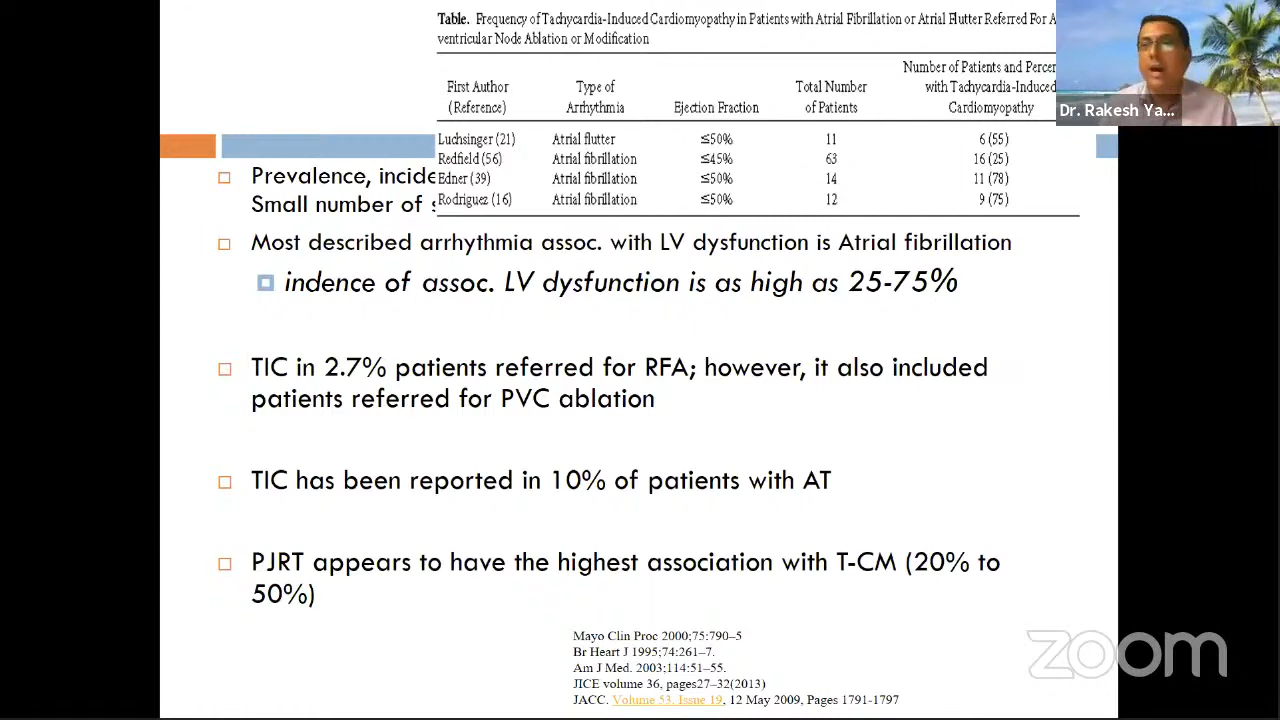 Table. Frequency of Tachycardia-Induced Cardiomyopathy in Patients with Atrial Fibrillation or Atrial Flutter Referred For A
ventricular Node Ablation or Modification
First Author (Reference) Type of Arrhythmia Ejection Fraction Total Number of Patients Number of Patients and Percen with Tachycardia-Induced Cardiomyopathy
Luchsinger (21) Atrial flutter ≤50% 11 6 (55)
Redfield (56) Atrial fibrillation ≤45% 63 16 (25)
Edner (39) Atrial fibrillation ≤50% 14 11 (78)
Rodriguez (16) Atrial fibrillation ≤50% 12 9 (75)
Dr. Rakesh Ya...
Prevalence, incide
Small number of s
Most described arrhythmia assoc. with LV dysfunction is Atrial fibrillation
indence of assoc. LV dysfunction is as high as 25-75%
TIC in 2.7% patients referred for RFA; however, it also included
patients referred for PVC ablation
TIC has been reported in 10% of patients with AT
PJRT appears to have the highest association with T-CM (20% to
50%)
Mayo Clin Proc 2000;75:790–5
Br Heart J 1995;74:261–7.
Am J Med. 2003;114:51–55.
JICE volume 36, pages27–32(2013)
JACC. Volume 53, Issue 19, 12 May 2009, Pages 1791-1797
zoom